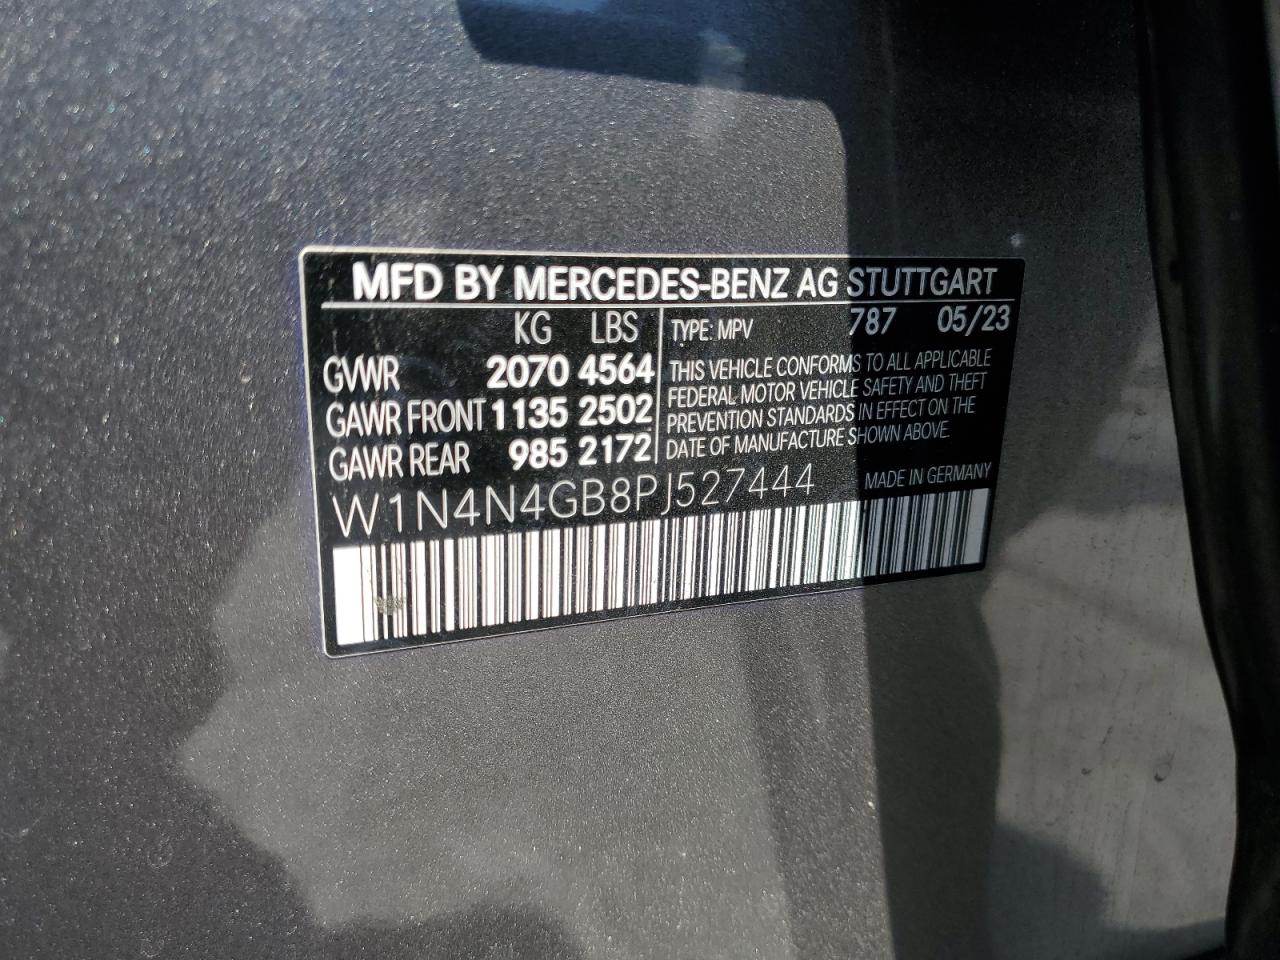 MFD BY MERCEDES-BENZ AG STUTTGART
KG LBS
GVWR 2070 4564
GAWR FRONT 1135 2502
GAWR REAR 985 2172
TYPE: MPV 787 05/23
THIS VEHICLE CONFORMS TO ALL APPLICABLE
FEDERAL MOTOR VEHICLE SAFETY AND THEFT
PREVENTION STANDARDS IN EFFECT ON THE
DATE OF MANUFACTURE SHOWN ABOVE.
W1N4N4GB8PJ527444 MADE IN GERMANY